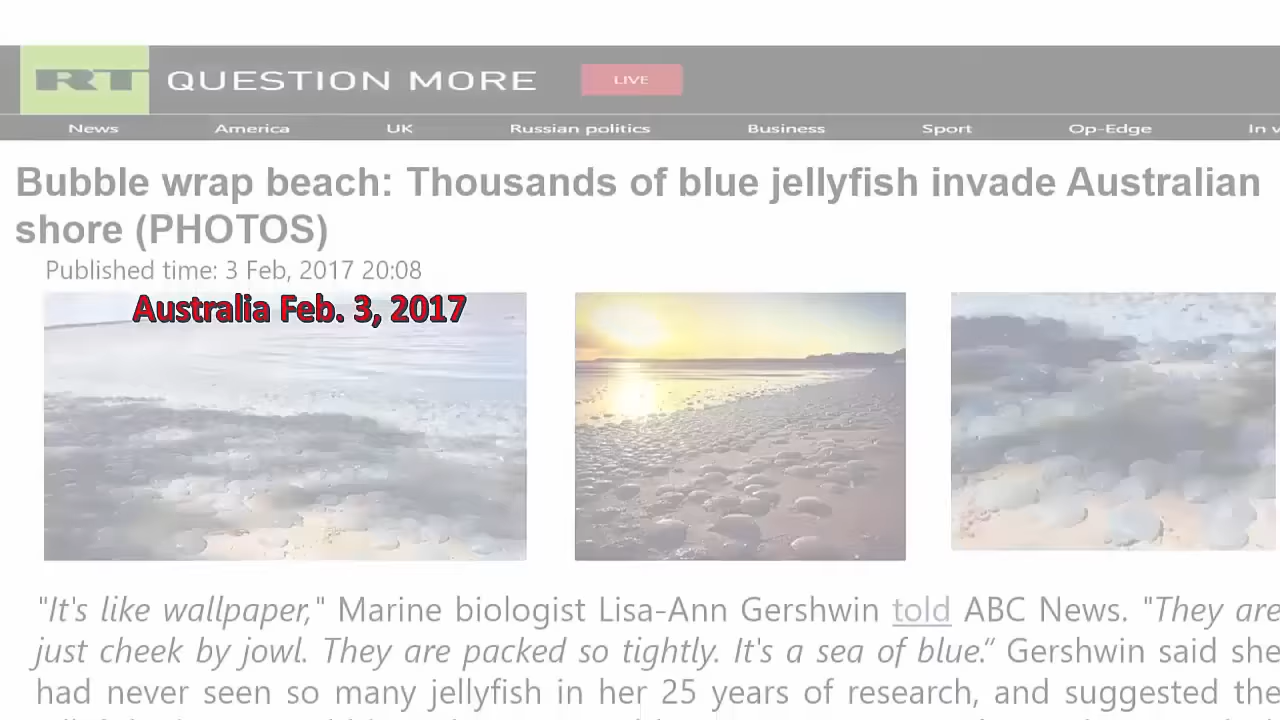 RT QUESTION MORE LIVE
News America UK Russian politics Business Sport Op-Edge In v
Bubble wrap beach: Thousands of blue jellyfish invade Australian
shore (PHOTOS)
Published time: 3 Feb, 2017 20:08
Australia Feb. 3, 2017
"It's like wallpaper," Marine biologist Lisa-Ann Gershwin told ABC News. "They are
just cheek by jowl. They are packed so tightly. It's a sea of blue.“ Gershwin said she
had never seen so many jellyfish in her 25 years of research, and suggested the